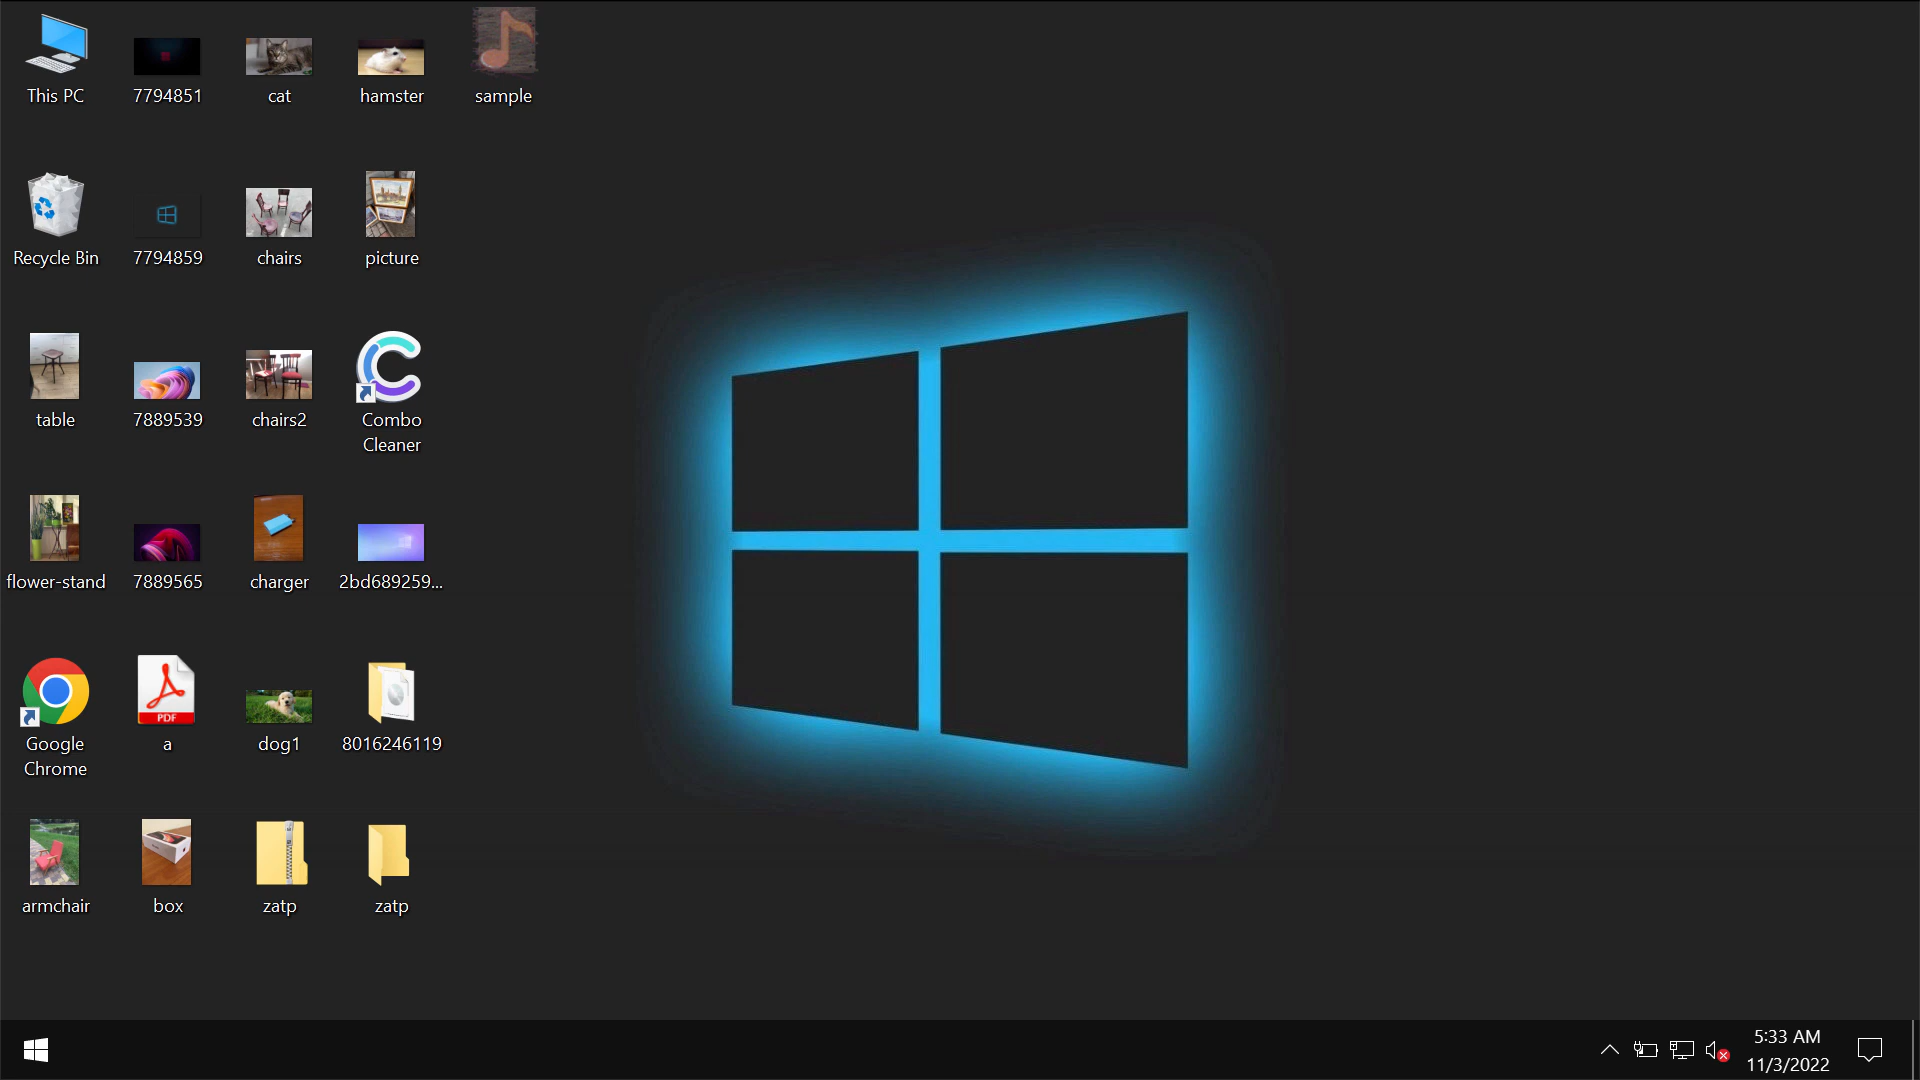 This PC
7794851
cat
hamster
sample
Recycle Bin
7794859
chairs
picture
table
7889539
chairs2
Combo
Cleaner
flower-stand
7889565
charger
2bd689259...
Google
Chrome
PDF
a
dog1
8016246119
armchair
box
zatp
zatp
5:33 AM
11/3/2022